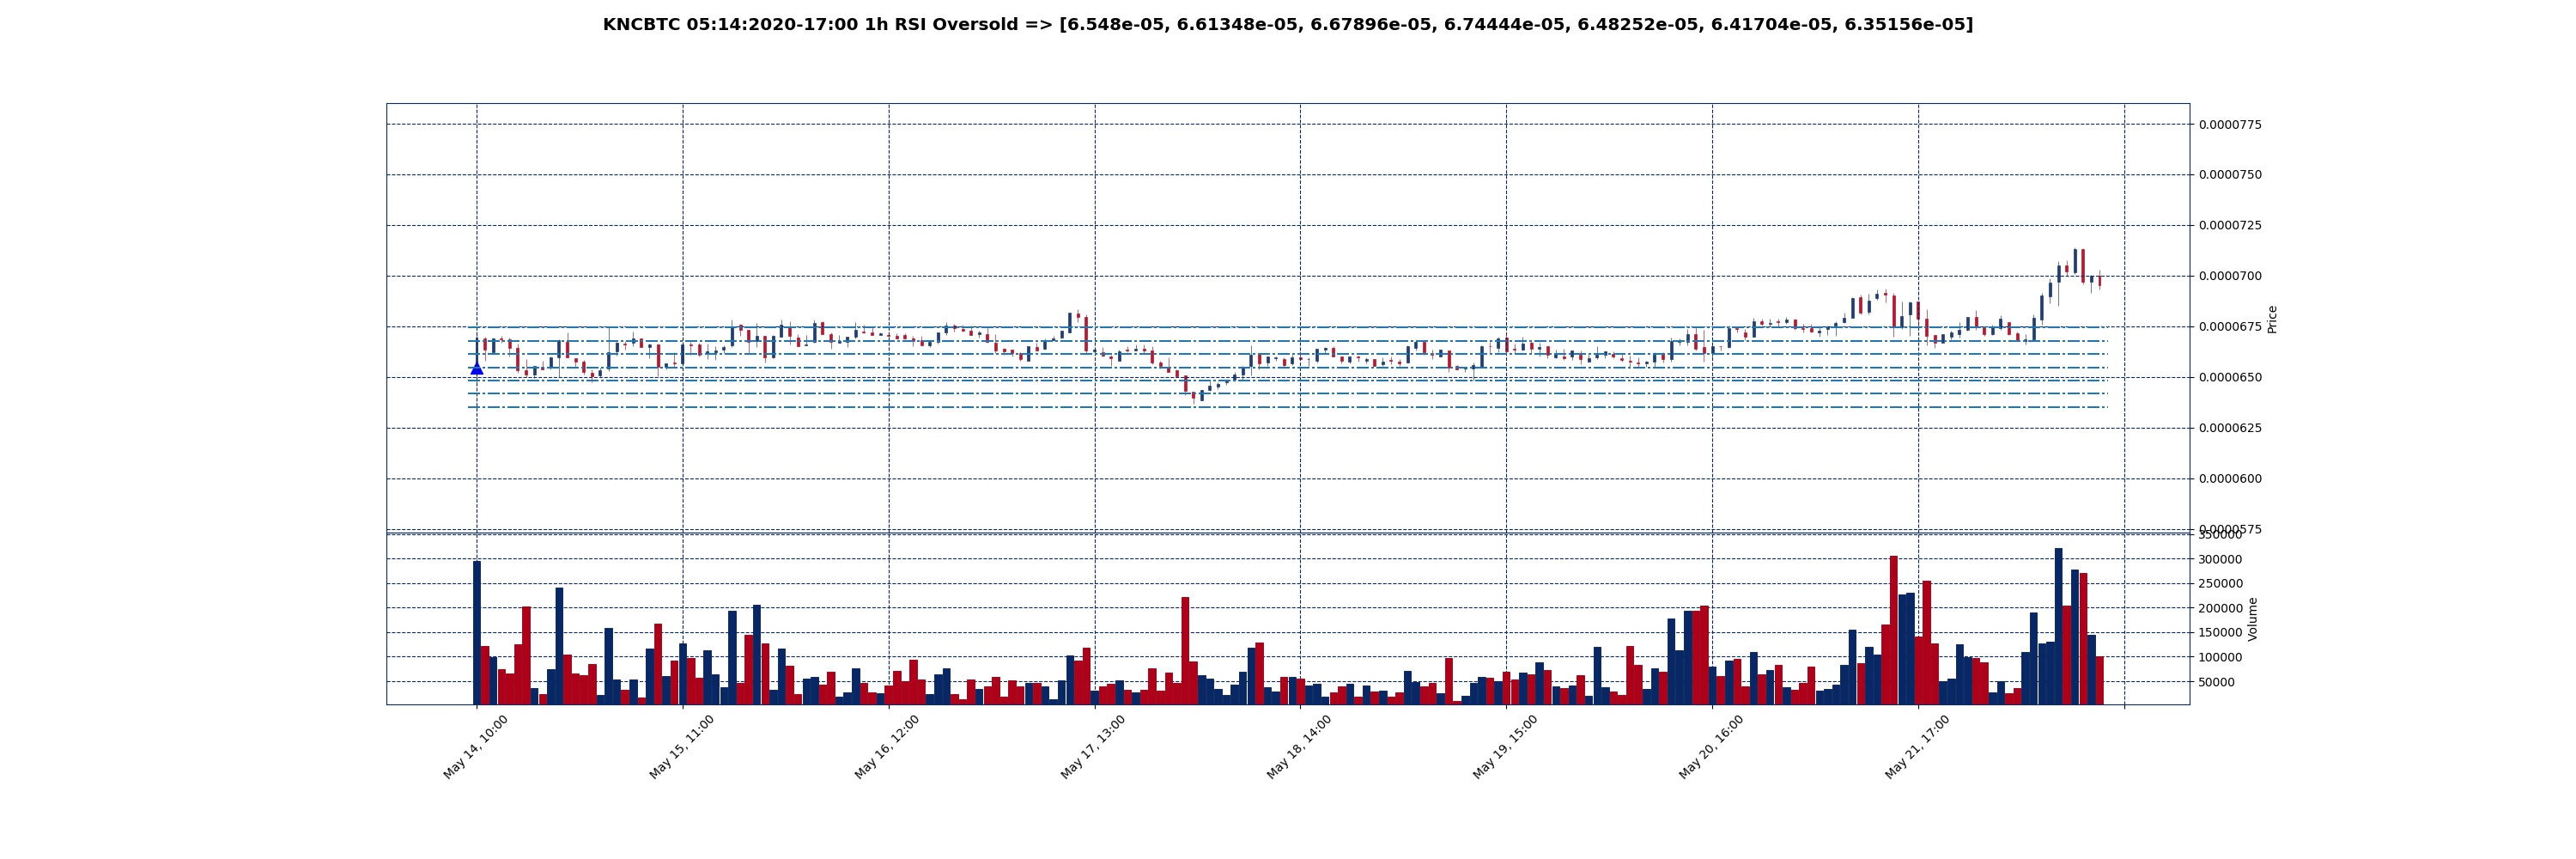 KNCBTC 05:14:2020-17:00 1h RSI Oversold => [6.548e-05, 6.61348e-05, 6.67896e-05, 6.74444e-05, 6.48252e-05, 6.41704e-05, 6.35156e-05]
0.0000775
0.0000750
0.0000725
0.0000700
Price
0.0000675
0.0000650
0.0000625
0.0000600
0.0000575
350000
300000
250000
200000
Volume
150000
100000
50000
May 14, 10:00
May 15, 11:00
May 16, 12:00
May 17, 13:00
May 18, 14:00
May 19, 15:00
May 20, 16:00
May 21, 17:00